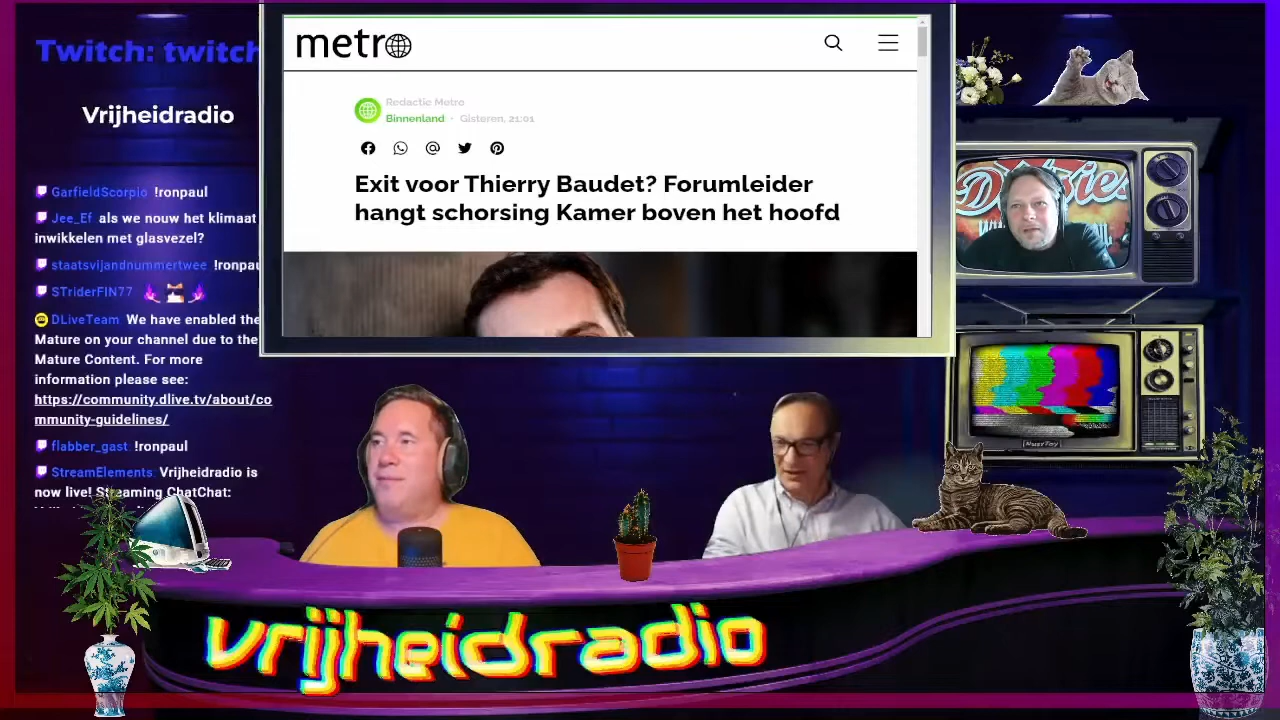 Twitch: twitch
Vrijheidradio
GarfieldScorpio !ronpaul
Jee_Ef als we nouw het klimaat
inwikkelen met glasvezel?
staatsvijandnummertwee !ronpau
STriderFIN77
DLiveTeam We have enabled the
Mature on your channel due to the
Mature Content. For more
information please see:
https://community.dlive.tv/about/co
mmunity-guidelines/
flabber_gast !ronpaul
StreamElements Vrijheidradio is
now live! Streaming ChatChat:
metro
Redactie Metro
Binnenland • Gisteren, 21:01
Exit voor Thierry Baudet? Forumleider
hangt schorsing Kamer boven het hoofd
vrijheidradio